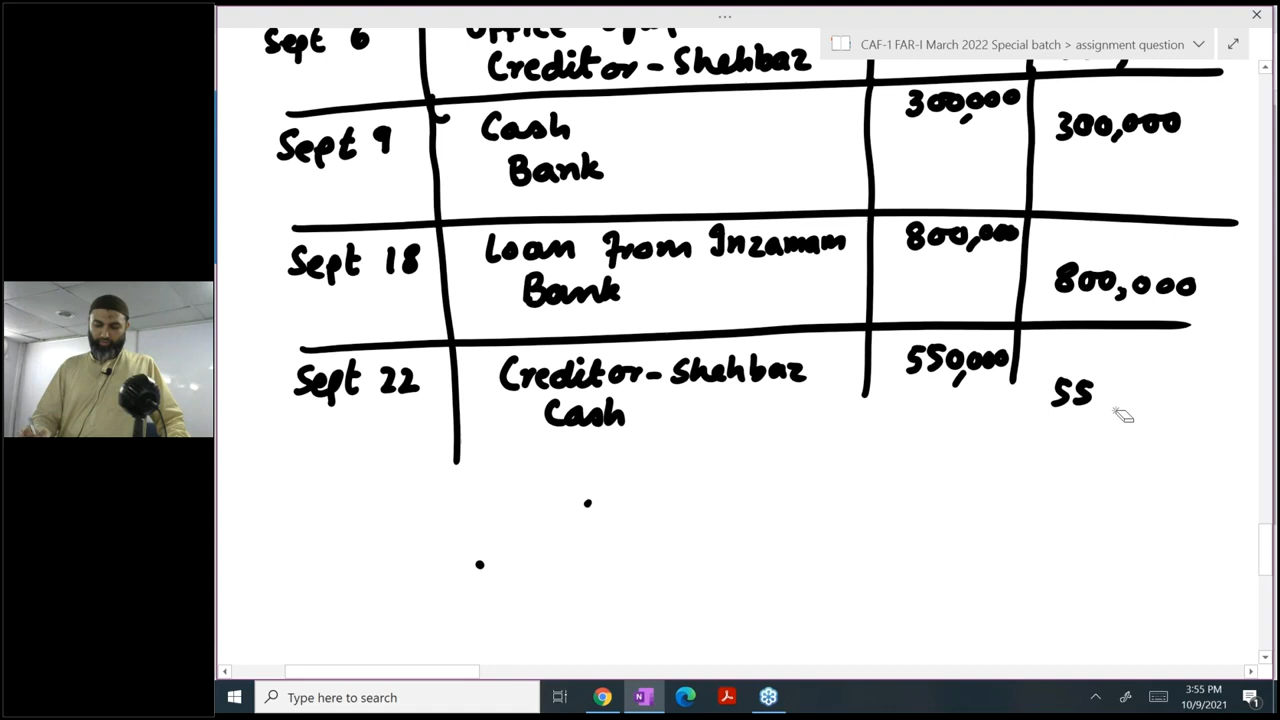 CAF-1 FAR-I March 2022 Special batch > assignment question
Sept 6 Office
Creditor - Shehbaz
Sept 9 Cash 300,000
Bank 300,000
Sept 18 Loan from Inzamam 800,000
Bank 800,000
Sept 22 Creditor - Shehbaz 550,000
Cash 55
Type here to search
3:55 PM
10/9/2021
1